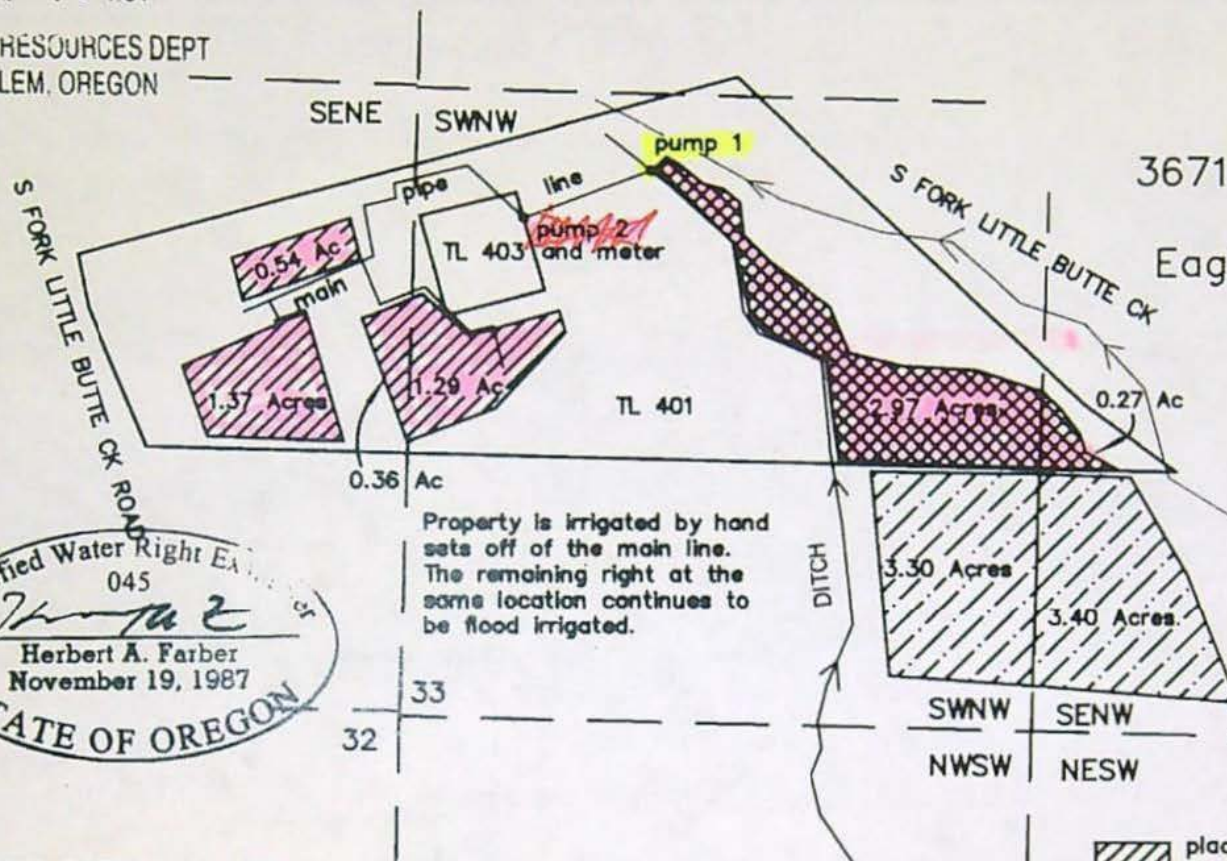 RESOURCES DEPT
LEM, OREGON
SENE
SWNW
pump 1
3671
S FORK LITTLE BUTTE CK
Eag
pipe
line
pump 2
TL 403 and meter
0.54 Ac
main
S FORK LITTLE BUTTE CK ROAD
1.37 Acres
1.29 Ac
TL 401
2.97 Acres
0.27 Ac
0.36 Ac
Property is irrigated by hand
sets off of the main line.
The remaining right at the
same location continues to
be flood irrigated.
DITCH
3.30 Acres
3.40 Acres
fied Water Right Ex
045
Herbert A. Farber
November 19, 1987
ATE OF OREGON
33
32
SWNW
SENW
NWSW
NESW
plac